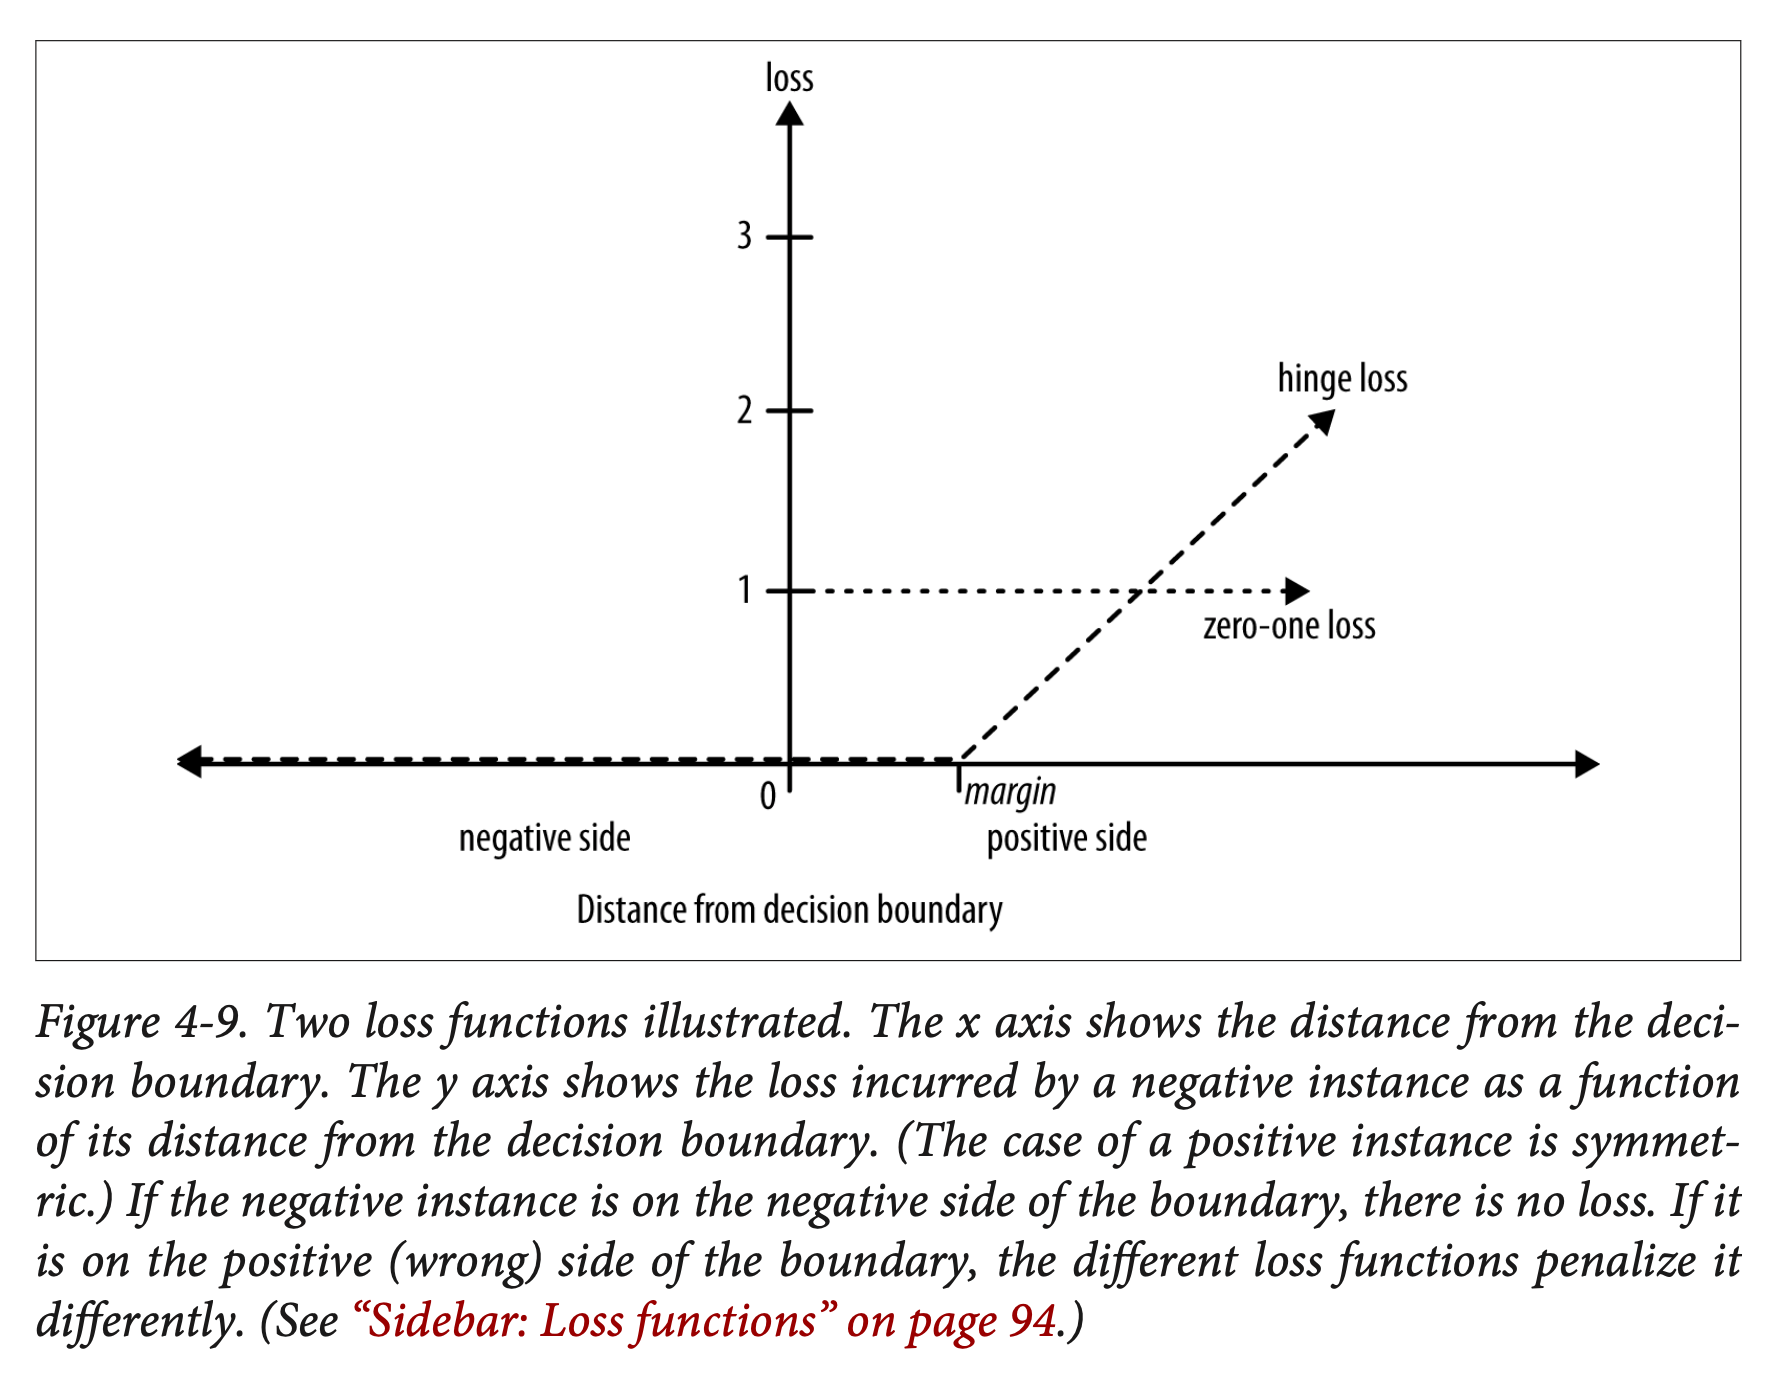 loss
3
hinge loss
2
1
zero-one loss
0
margin
negative side
positive side
Distance from decision boundary
Figure 4-9. Two loss functions illustrated. The x axis shows the distance from the deci-
sion boundary. The y axis shows the loss incurred by a negative instance as a function
of its distance from the decision boundary. (The case of a positive instance is symmet-
ric.) If the negative instance is on the negative side of the boundary, there is no loss. If it
is on the positive (wrong) side of the boundary, the different loss functions penalize it
differently. (See “Sidebar: Loss functions” on page 94.)